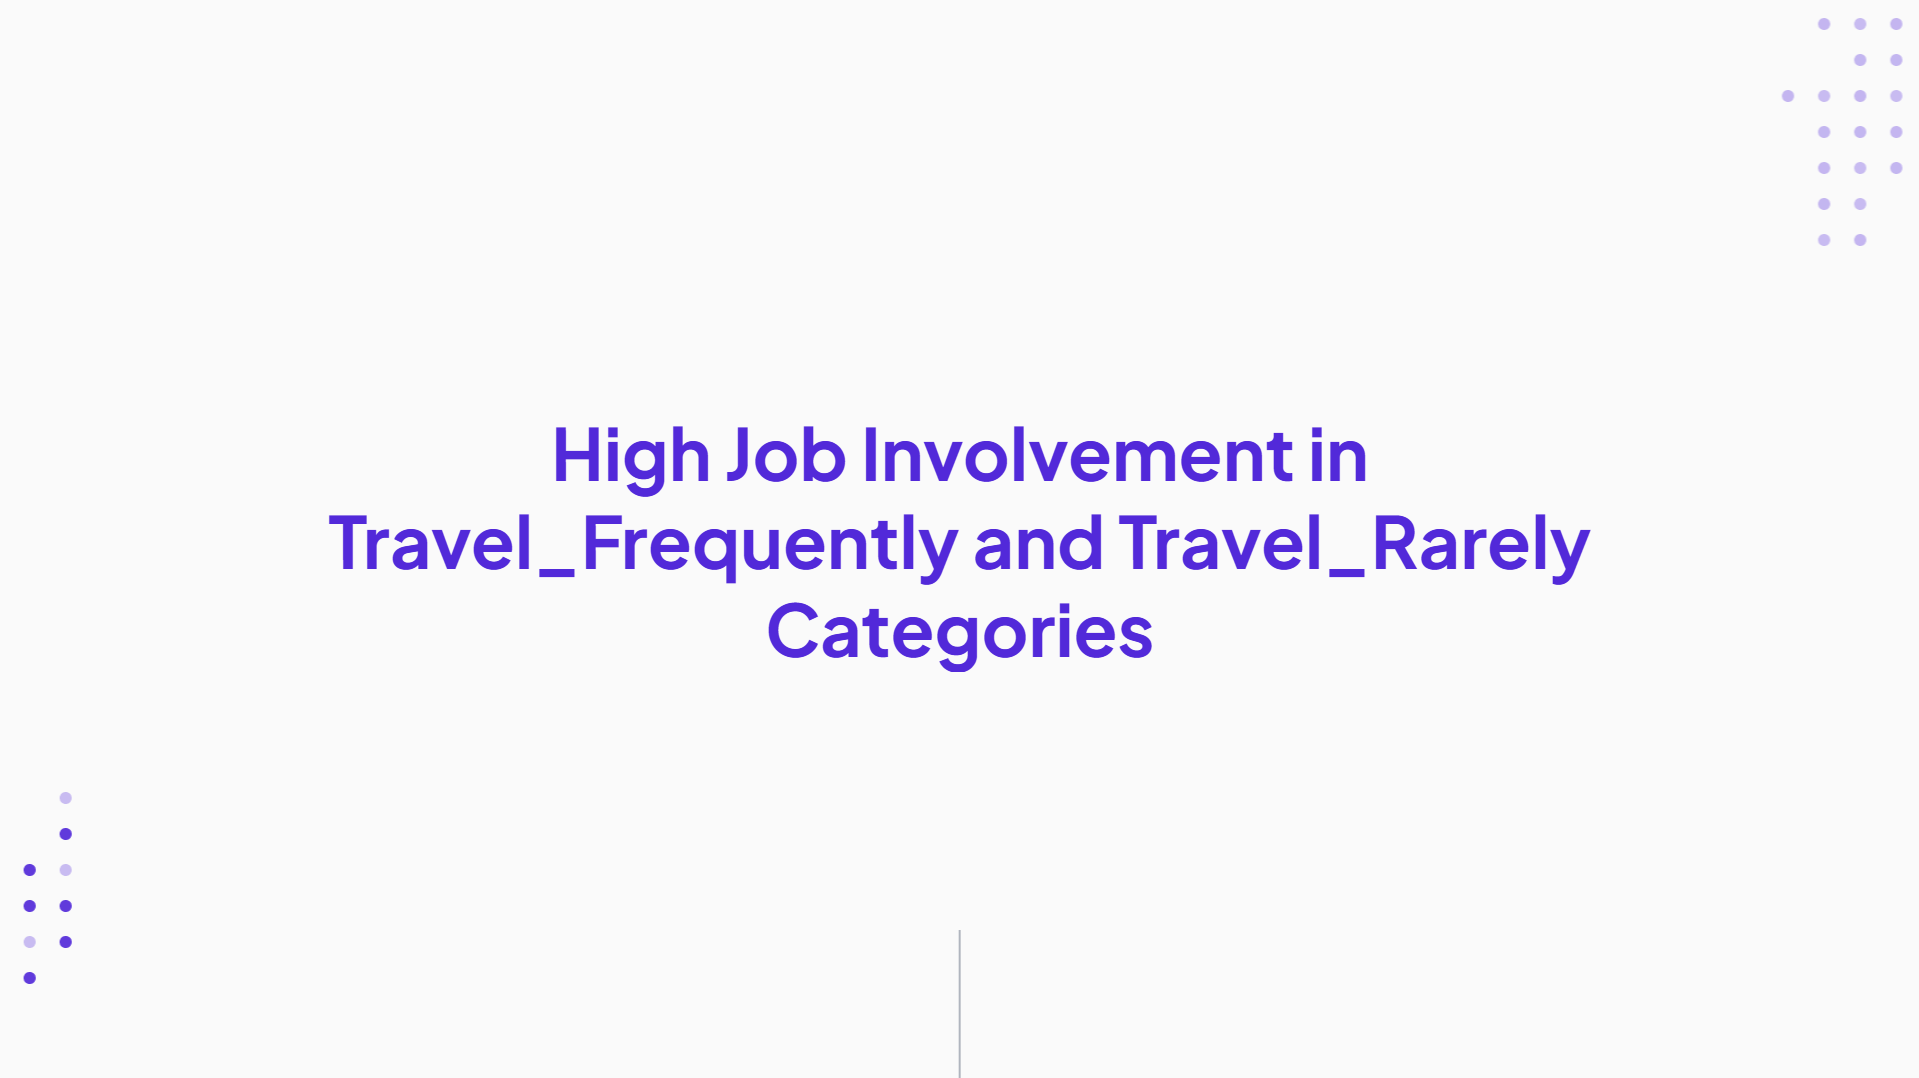 High Job Involvement in
Travel_Frequently and Travel_Rarely
Categories